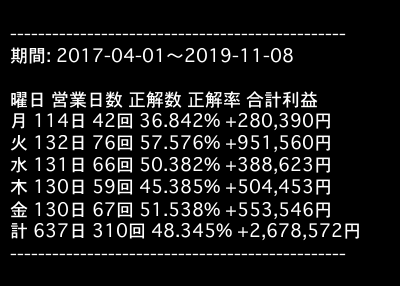 ------------------------------------------------
期間: 2017-04-01〜2019-11-08
曜日 営業日数 正解数 正解率 合計利益
月 114日 42回 36.842% +280,390円
火 132日 76回 57.576% +951,560円
水 131日 66回 50.382% +388,623円
木 130日 59回 45.385% +504,453円
金 130日 67回 51.538% +553,546円
計 637日 310回 48.345% +2,678,572円
------------------------------------------------